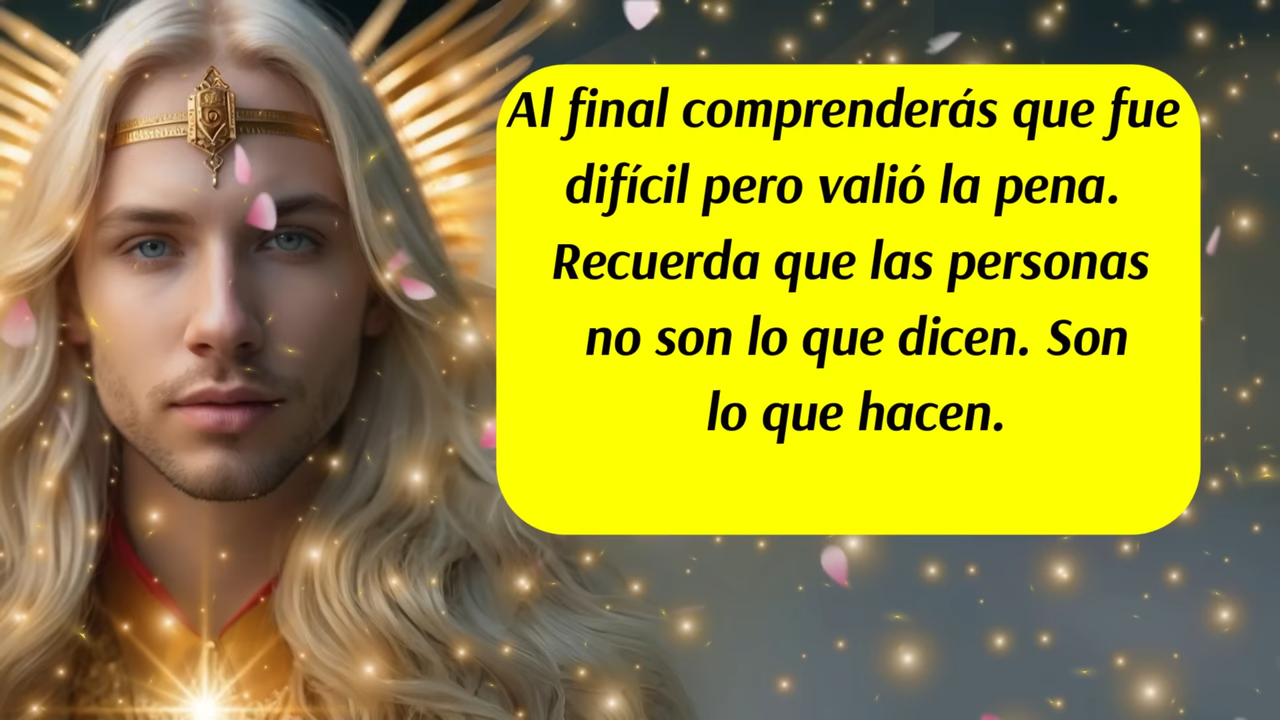 Al final comprenderás que fue
difícil pero valió la pena.
Recuerda que las personas
no son lo que dicen. Son
lo que hacen.